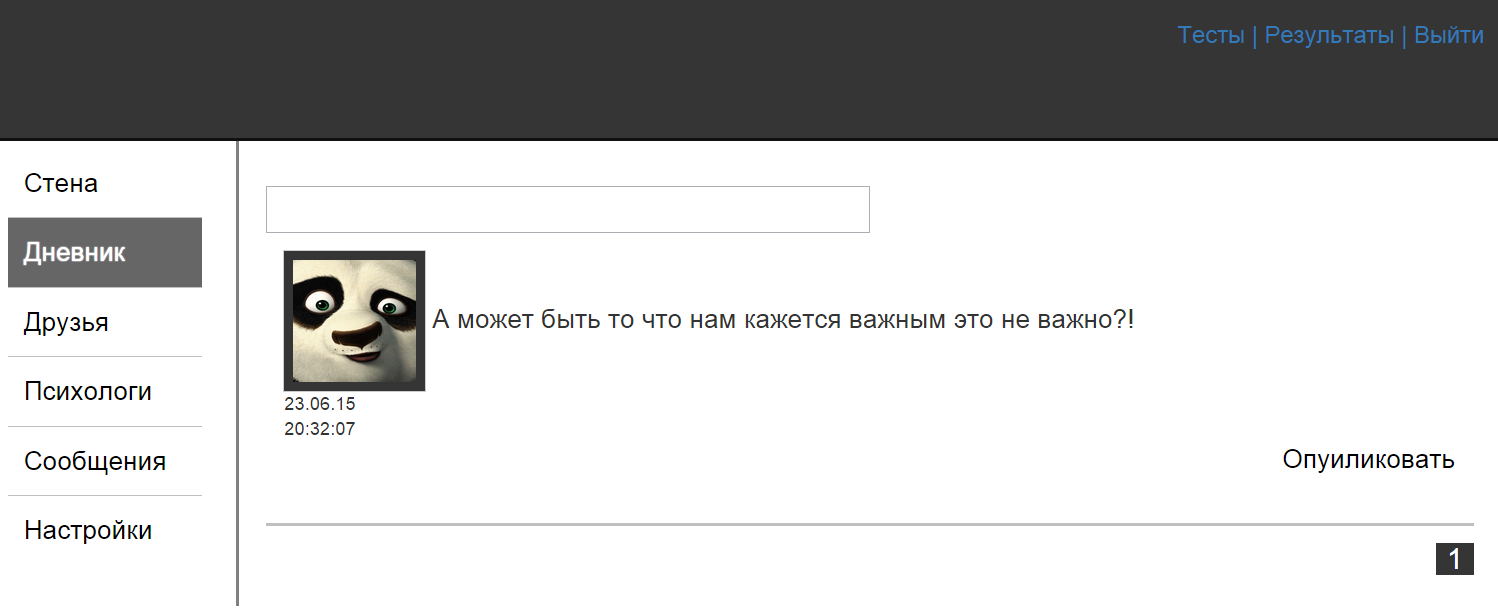 Тесты | Результаты | Выйти
Стена
Дневник
Друзья
Психологи
Сообщения
Настройки
А может быть то что нам кажется важным это не важно?!
23.06.15
20:32:07
Опуиликовать
1